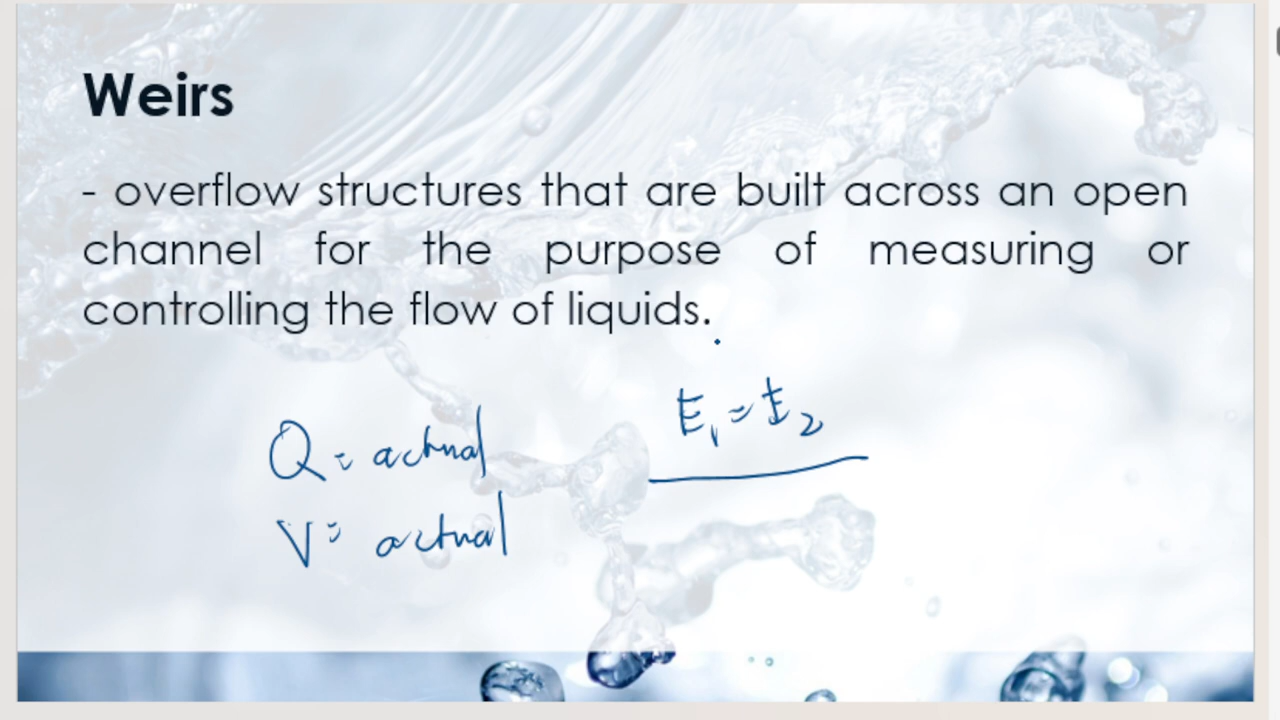 Weirs
- overflow structures that are built across an open
channel for the purpose of measuring or
controlling the flow of liquids.
E₁ = E₂
Q = actual
V = actual